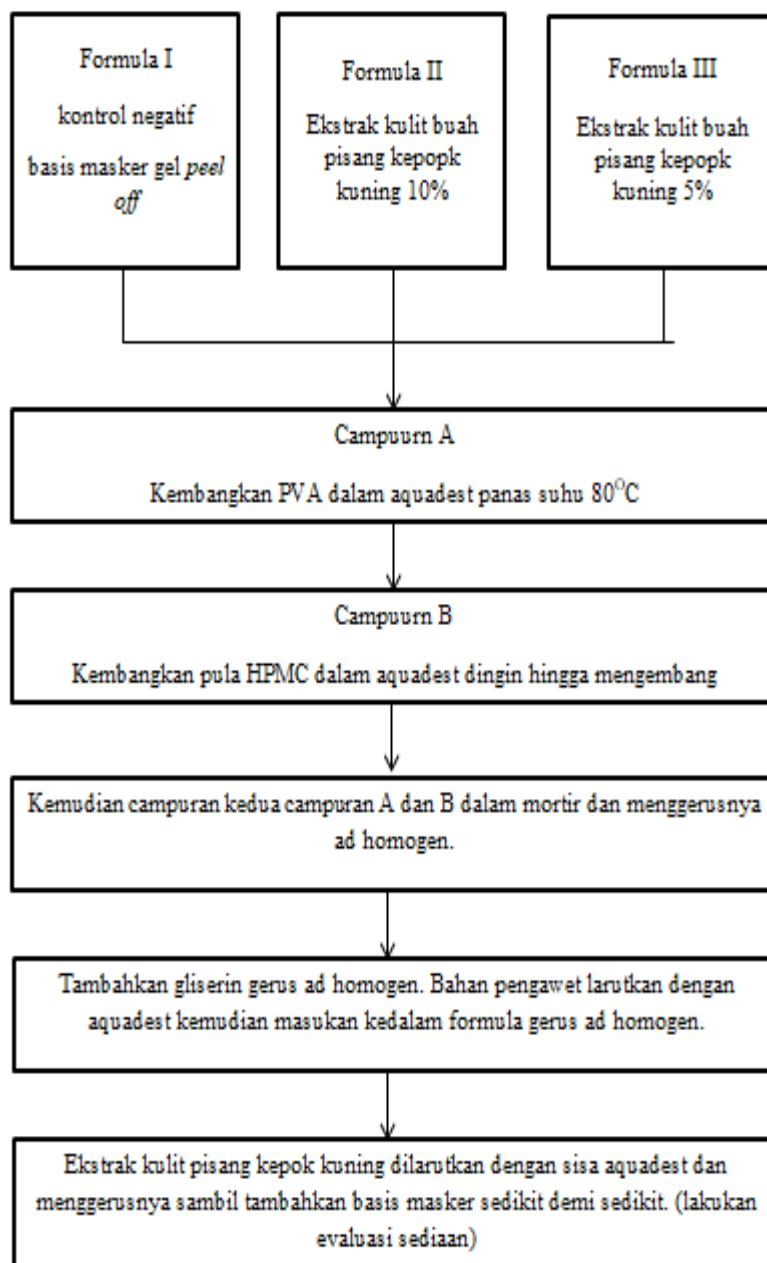 Formula I
kontrol negatif
basis masker gel peel
off
Formula II
Ekstrak kulit buah
pisang kepopk
kuning 10%
Formula III
Ekstrak kulit buah
pisang kepopk
kuning 5%
Campuurn A
Kembangkan PVA dalam aquadest panas suhu 80°C
Campuurn B
Kembangkan pula HPMC dalam aquadest dingin hingga mengembang
Kemudian campuran kedua campuran A dan B dalam mortir dan menggerusnya
ad homogen.
Tambahkan gliserin gerus ad homogen. Bahan pengawet larutkan dengan
aquadest kemudian masukan kedalam formula gerus ad homogen.
Ekstrak kulit pisang kepok kuning dilarutkan dengan sisa aquadest dan
menggerusnya sambil tambahkan basis masker sedikit demi sedikit. (lakukan
evaluasi sediaan)